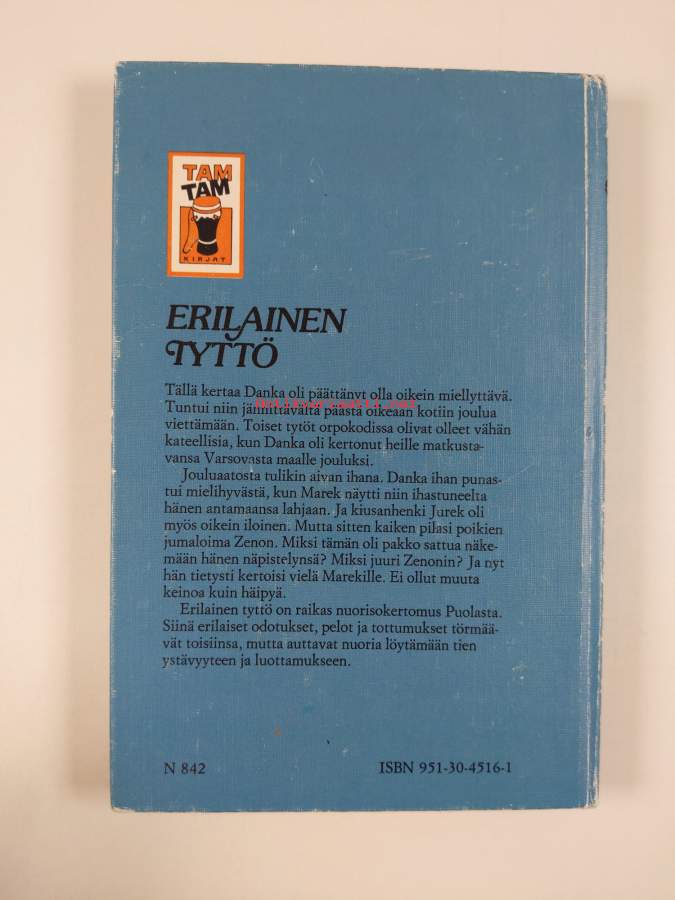 TAM
TAM
KIRJAT
ERILAINEN
TYTTÖ
Tällä kertaa Danka oli päättänyt olla oikein miellyttävä.
Tuntui niin jännittävältä päästä oikeaan kotiin joulua
viettämään. Toiset tytöt orpokodissa olivat olleet vähän
kateellisia, kun Danka oli kertonut heille matkusta-
vansa Varsovasta maalle jouluksi.
Jouluaatosta tulikin aivan ihana. Danka ihan punas-
tui mielihyvästä, kun Marek näytti niin ihastuneelta
hänen antamaansa lahjaan. Ja kiusanhenki Jurek oli
myös oikein iloinen. Mutta sitten kaiken pilasi poikien
jumaloima Zenon. Miksi tämän oli pakko sattua näke-
mään hänen näpistelynsä? Miksi juuri Zenonin? Ja nyt
hän tietysti kertoisi vielä Marekille. Ei ollut muuta
keinoa kuin häipyä.
Erilainen tyttö on raikas nuorisokertomus Puolasta.
Siinä erilaiset odotukset, pelot ja tottumukset törmää-
vät toisiinsa, mutta auttavat nuoria löytämään tien
ystävyyteen ja luottamukseen.
N 842
ISBN 951-30-4516-1